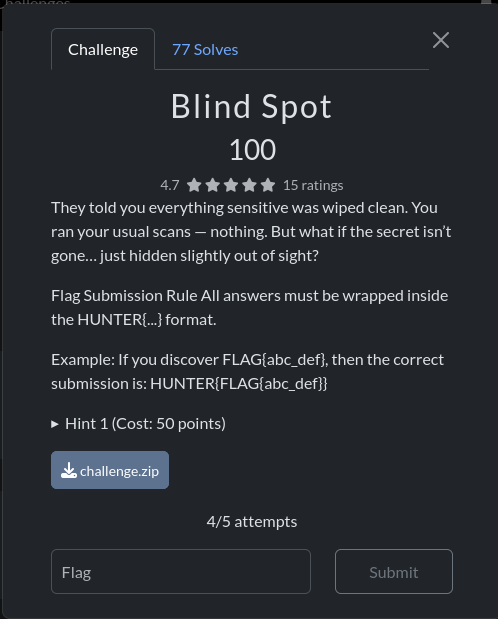 challenges
Challenge
77 Solves
Blind Spot
100
4.7 15 ratings
They told you everything sensitive was wiped clean. You
ran your usual scans — nothing. But what if the secret isn’t
gone... just hidden slightly out of sight?
Flag Submission Rule All answers must be wrapped inside
the HUNTER{...} format.
Example: If you discover FLAG{abc_def}, then the correct
submission is: HUNTER{FLAG{abc_def}}
Hint 1 (Cost: 50 points)
challenge.zip
4/5 attempts
Flag
Submit